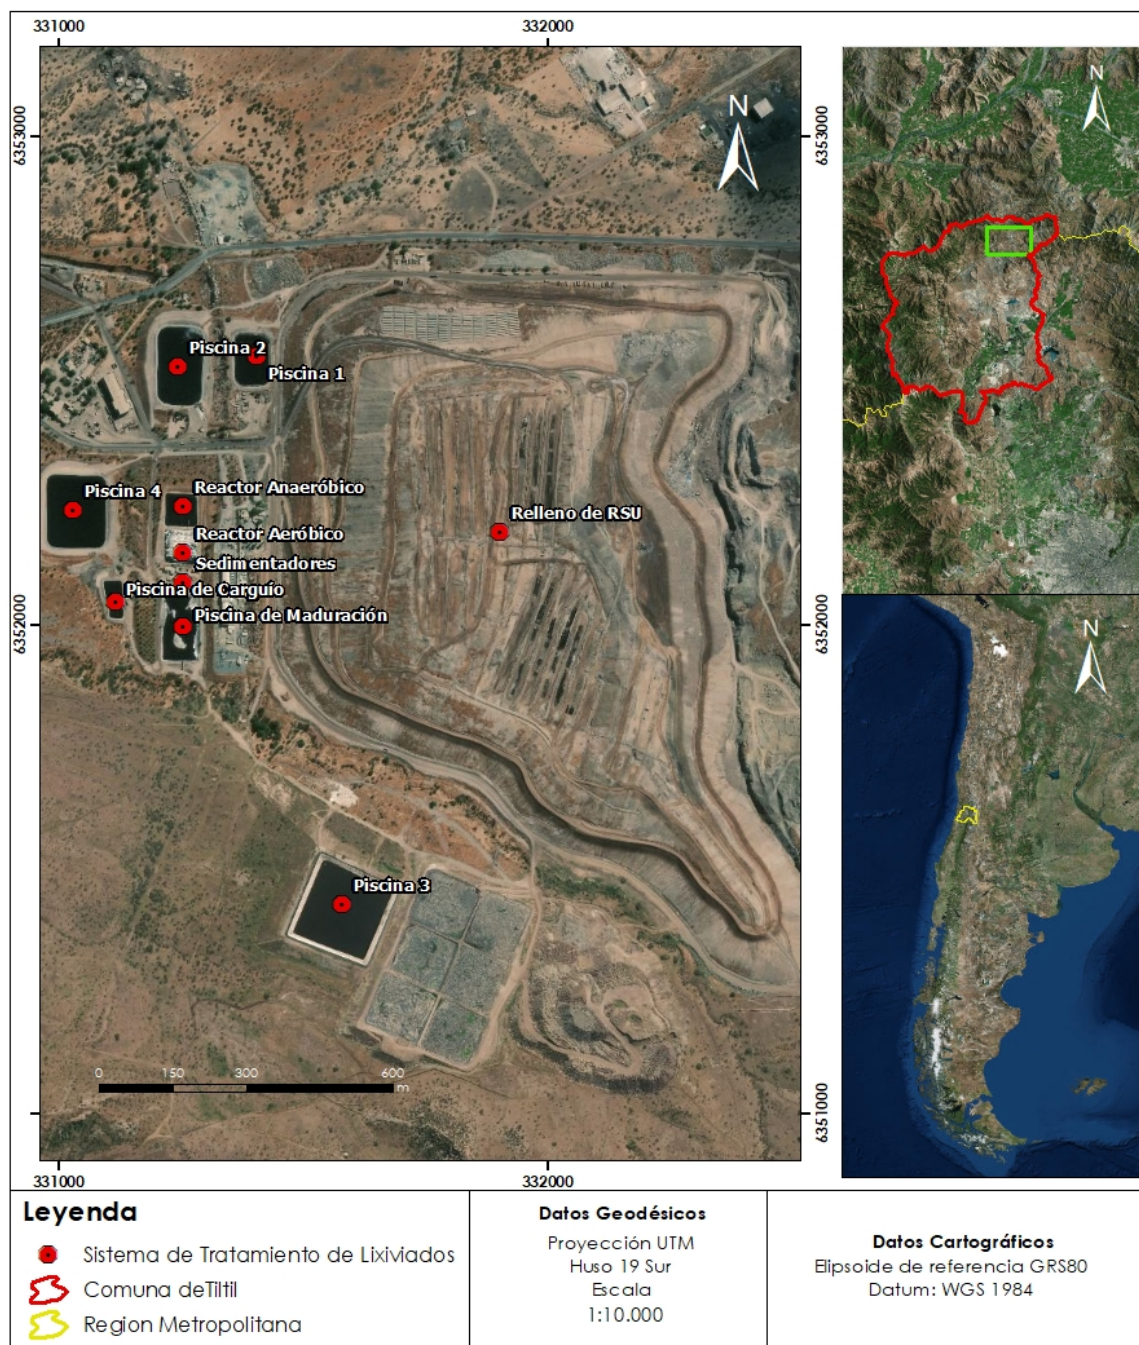 331000
332000
6353000
6353000
N
N
Piscina 2
Piscina 1
Piscina 4
Reactor Anaeróbico
Relleno de RSU
Reactor Aeróbico
Sedimentadores
Piscina de Carguío
Piscina de Maduración
6352000
6352000
N
Piscina 3
0 150 300 600
m
6351000
331000
332000
Leyenda
Sistema de Tratamiento de Lixiviados
Comuna deTiltil
Region Metropolitana
Datos Geodésicos
Proyección UTM
Huso 19 Sur
Escala
1:10.000
Datos Cartográficos
Elipsoide de referencia GRS80
Datum: WGS 1984
6351000